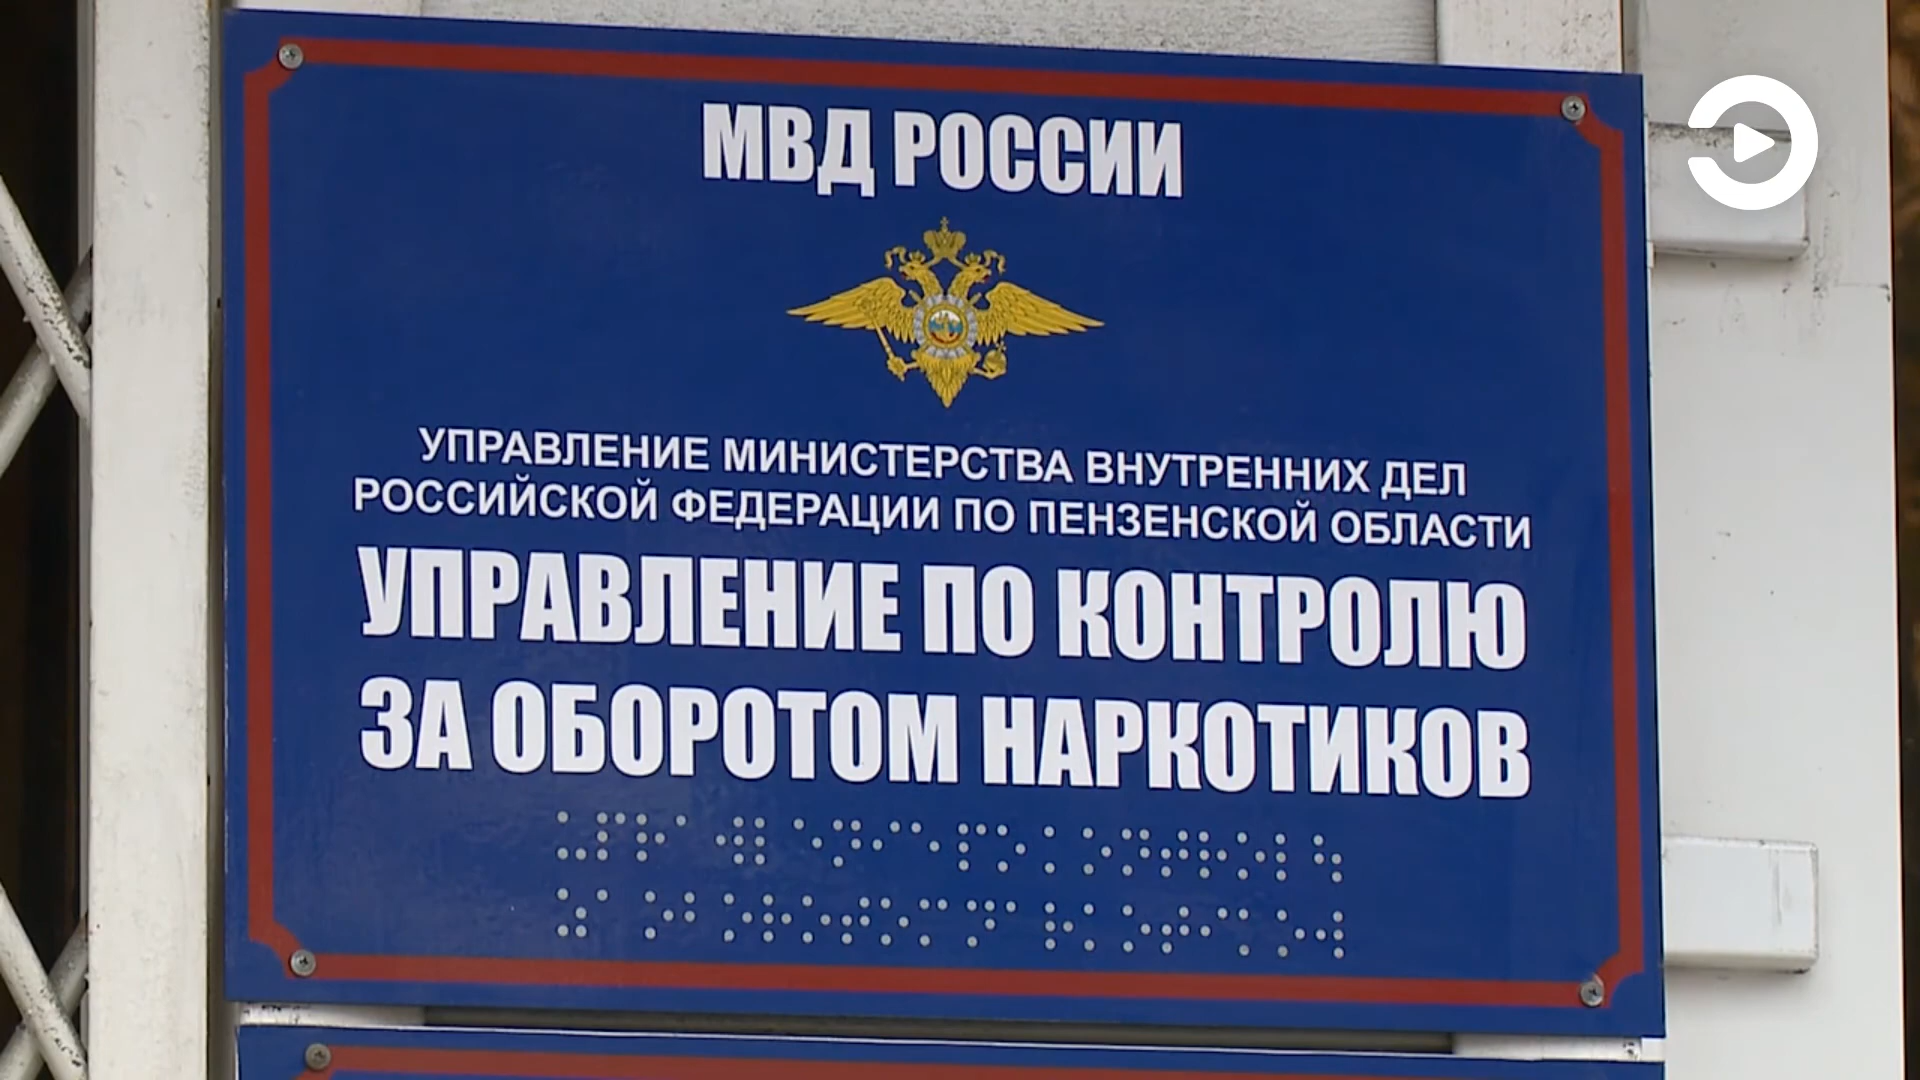 МВД РОССИИ
УПРАВЛЕНИЕ МИНИСТЕРСТВА ВНУТРЕННИХ ДЕЛ
РОССИЙСКОЙ ФЕДЕРАЦИИ ПО ПЕНЗЕНСКОЙ ОБЛАСТИ
УПРАВЛЕНИЕ ПО КОНТРОЛЮ
ЗА ОБОРОТОМ НАРКОТИКОВ